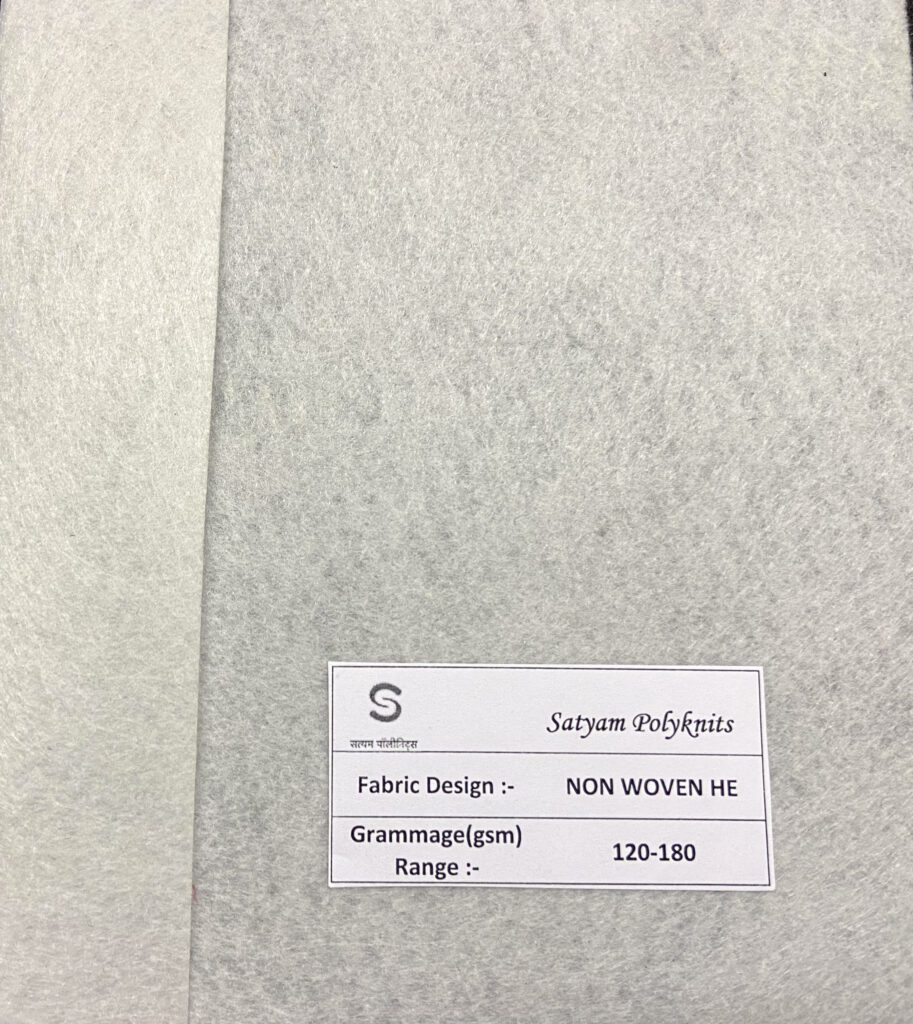 S
सत्यम पॉलीनिट्स
Satyam Polyknits
Fabric Design :- NON WOVEN HE
Grammage(gsm)
Range :- 120-180